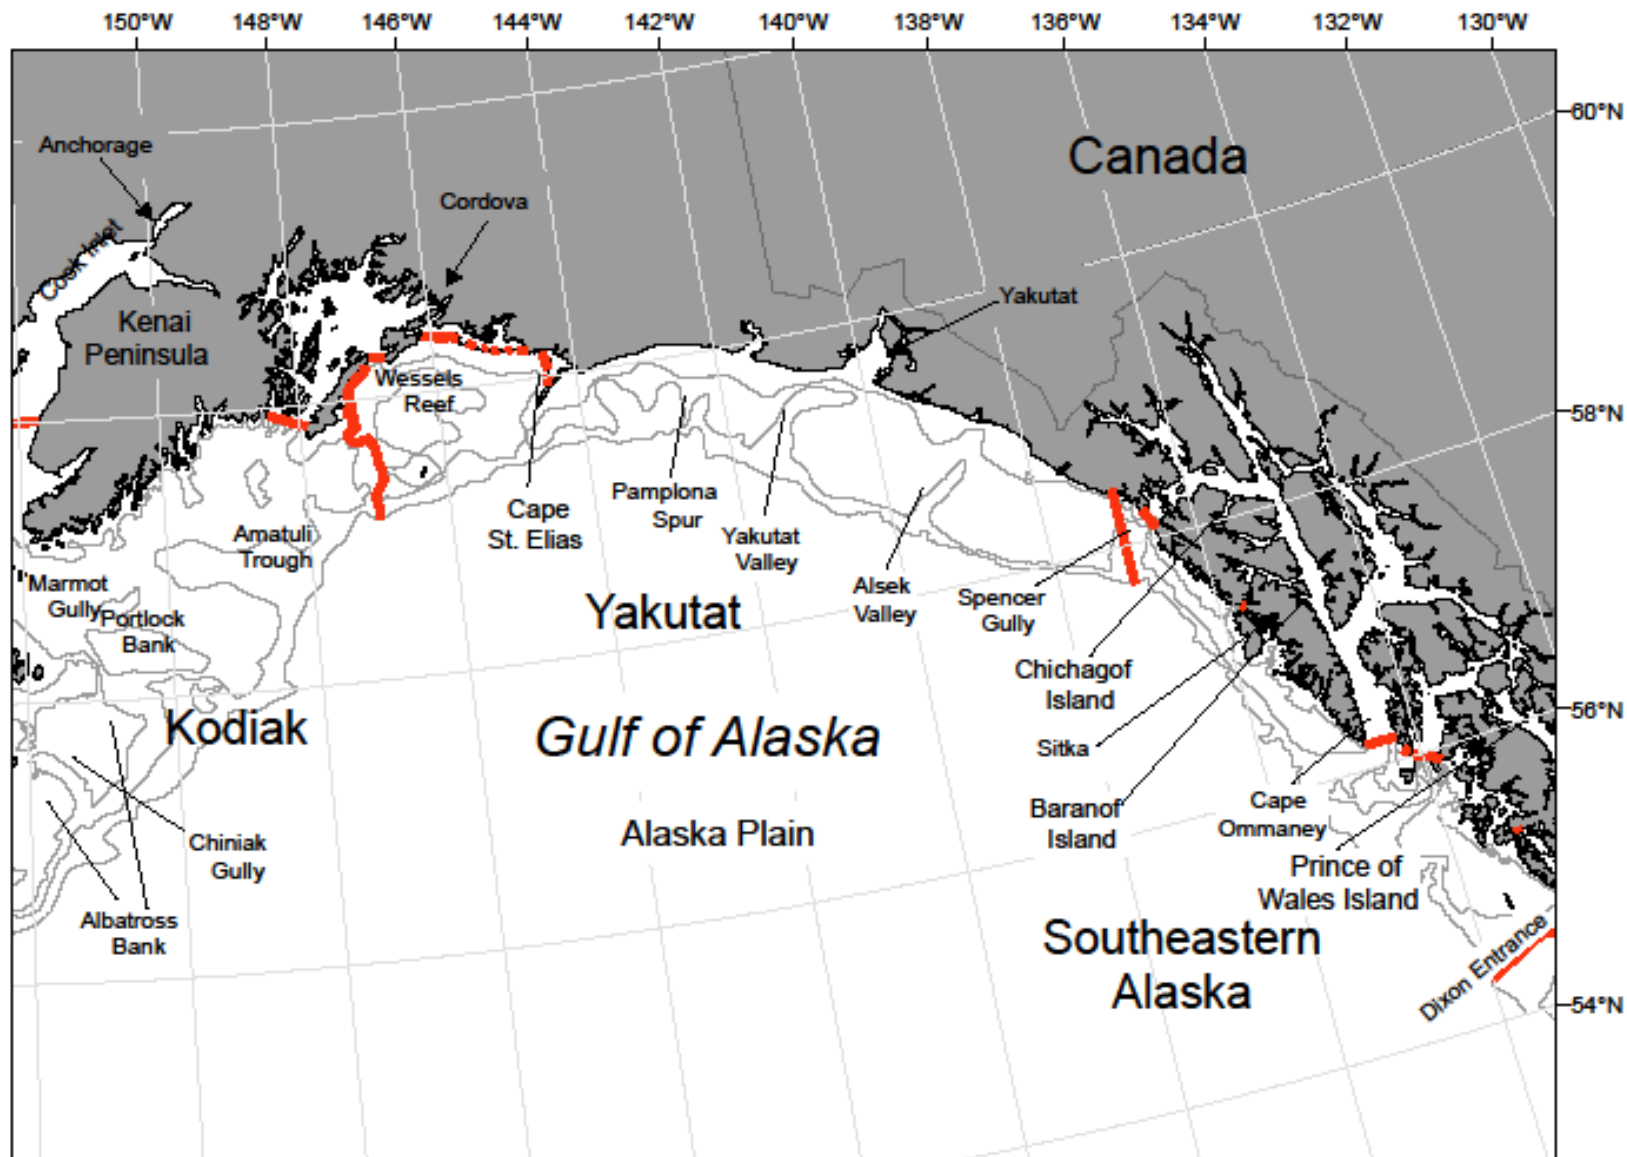 150°W 148°W 146°W 144°W 142°W 140°W 138°W 136°W 134°W 132°W 130°W
60°N
58°N
56°N
54°N
Anchorage
Cook Inlet
Kenai
Peninsula
Cordova
Canada
Yakutat
Wessels
Reef
Cape
St. Elias
Pamplona
Spur
Yakutat
Valley
Alsek
Valley
Spencer
Gully
Amatuli
Trough
Marmot
Gully
Portlock
Bank
Yakutat
Kodiak
Gulf of Alaska
Alaska Plain
Chichagof
Island
Sitka
Baranof
Island
Cape
Ommaney
Prince of
Wales Island
Chiniak
Gully
Albatross
Bank
Southeastern
Alaska
Dixon Entrance